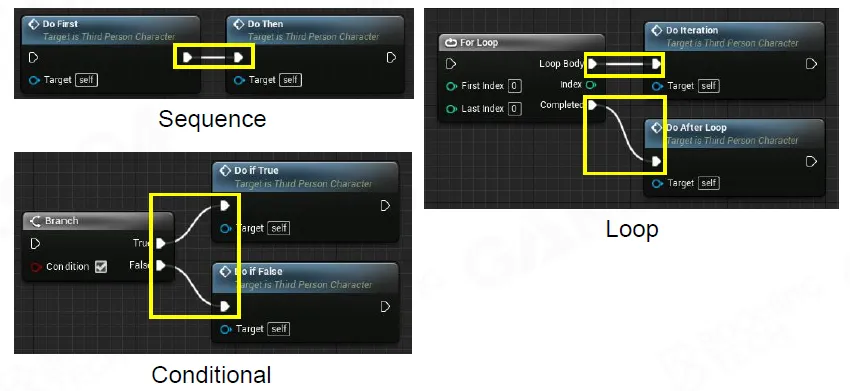 Do First
Target is Third Person Character
Target self
Do Then
Target is Third Person Character
Target self
Sequence
Branch
True
Condition
False
Do if True
Target is Third Person Character
Target self
Do if False
Target is Third Person Character
Target self
Conditional
For Loop
Loop Body
First Index 0
Index
Last Index 0
Completed
Do Iteration
Target is Third Person Character
Target self
Do After Loop
Target is Third Person Character
Target self
Loop